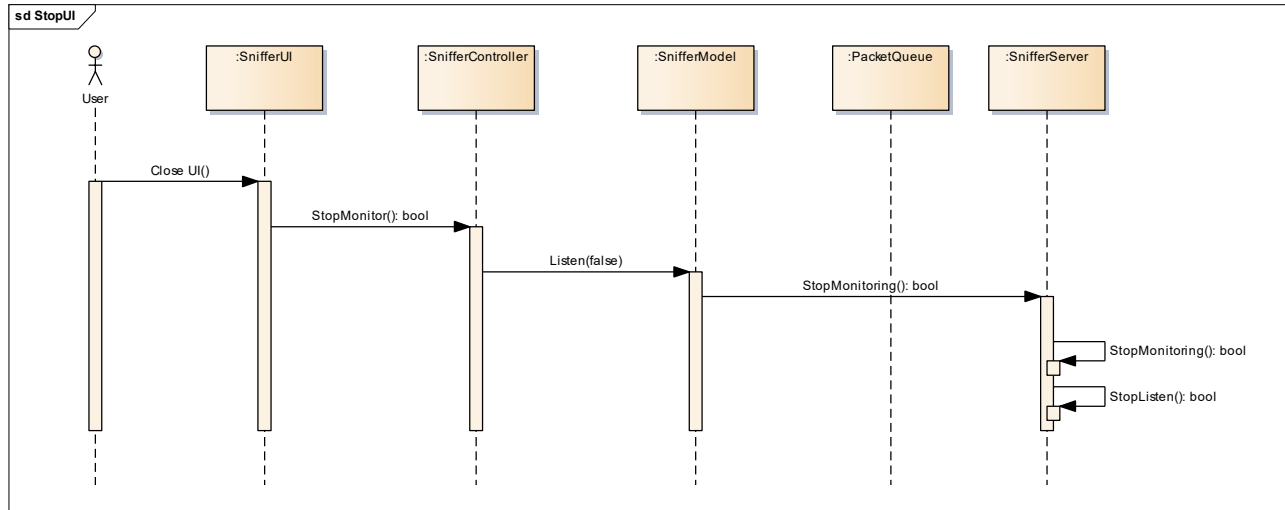 sd StopUI
:SnifferUI
:SnifferController
:SnifferModel
:PacketQueue
:SnifferServer
User
Close UI()
StopMonitor(): bool
Listen(false)
StopMonitoring(): bool
StopMonitoring(): bool
StopListen(): bool